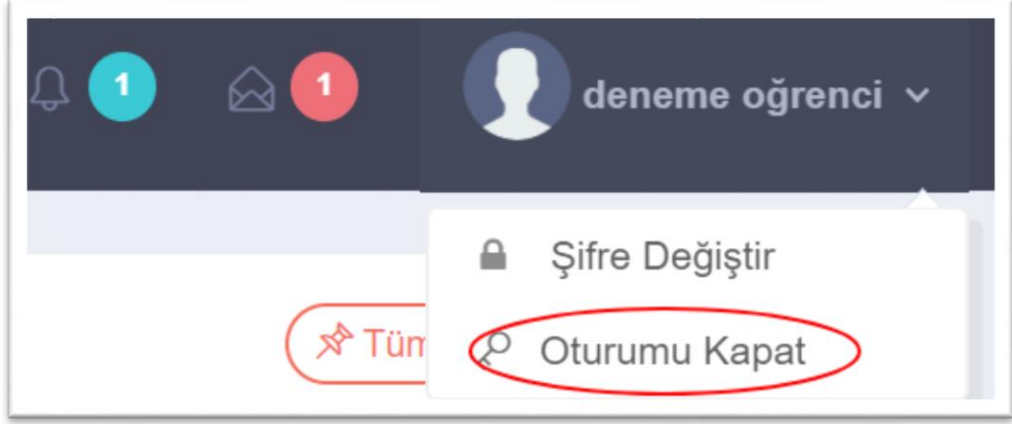 1
1
deneme oğrenci
Şifre Değiştir
Tüm
Oturumu Kapat